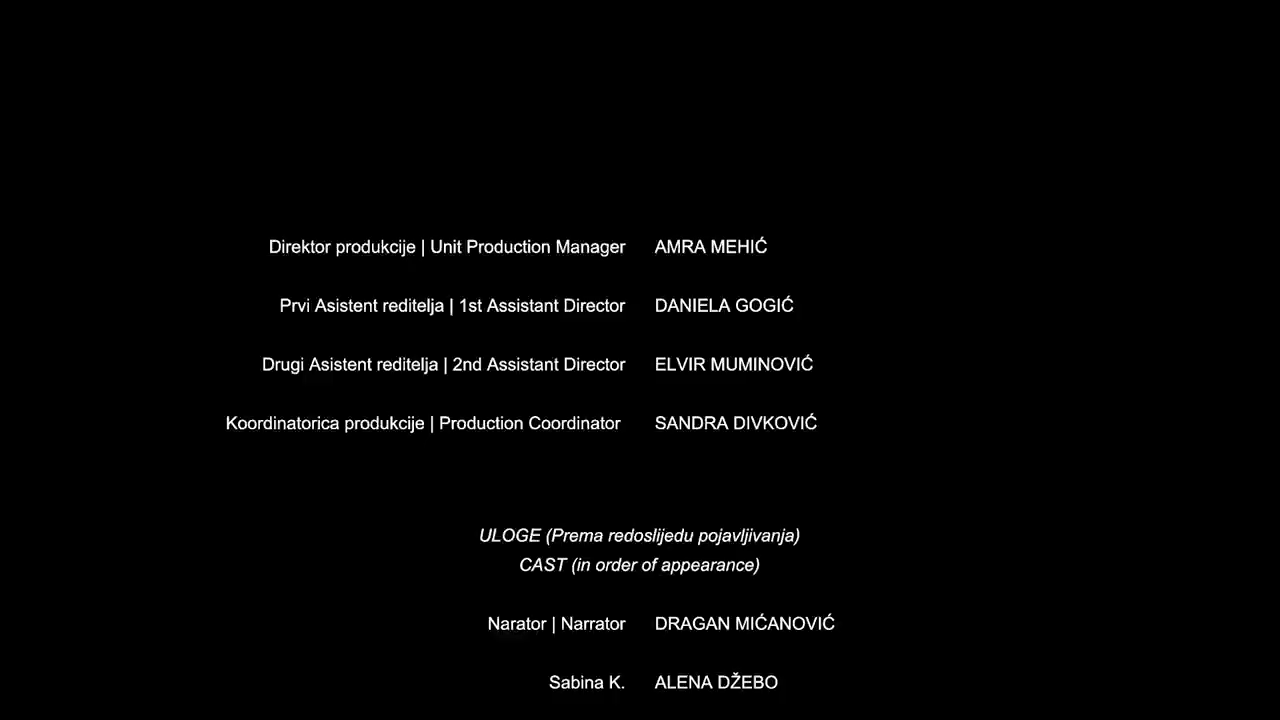 Direktor produkcije | Unit Production Manager AMRA MEHIĆ
Prvi Asistent reditelja | 1st Assistant Director DANIELA GOGIĆ
Drugi Asistent reditelja | 2nd Assistant Director ELVIR MUMINOVIĆ
Koordinatorica produkcije | Production Coordinator SANDRA DIVKOVIĆ
ULOGE (Prema redoslijedu pojavljivanja)
CAST (in order of appearance)
Narator | Narrator DRAGAN MIĆANOVIĆ
Sabina K. ALENA DŽEBO